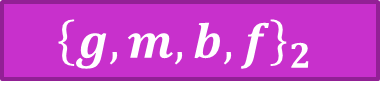 {g, m, b, f}₂